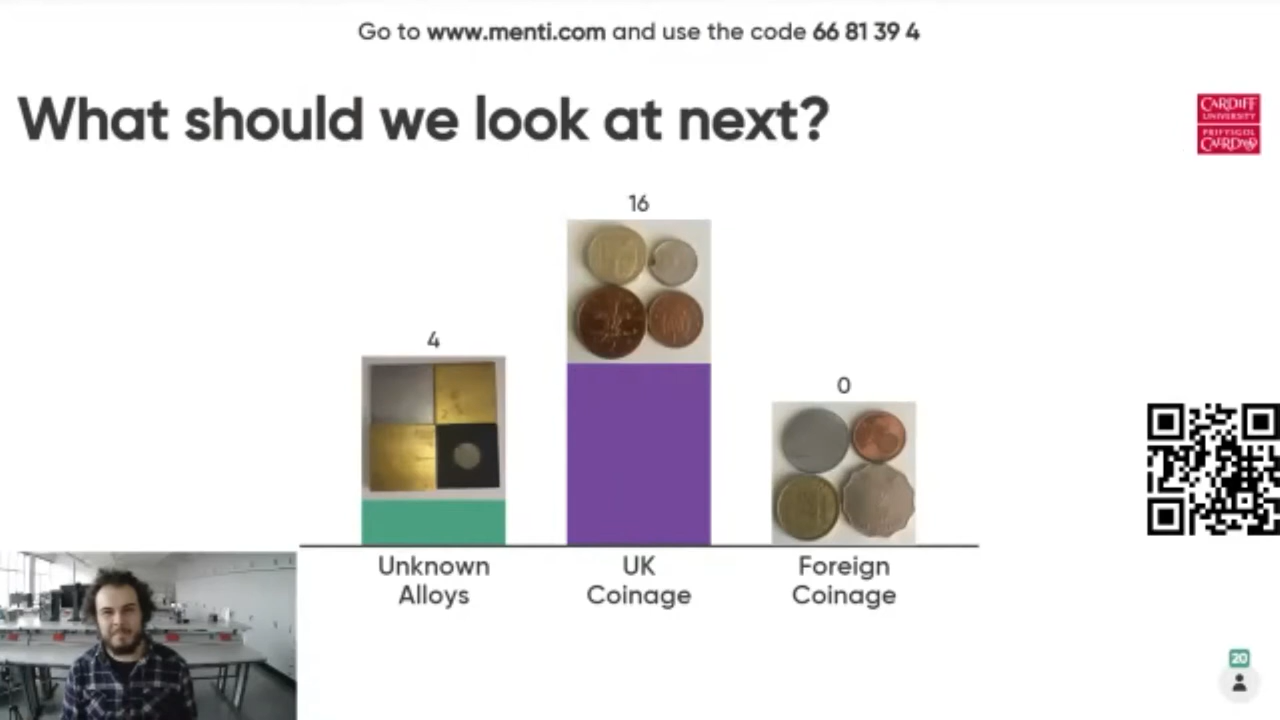 Go to www.menti.com and use the code 66 81 39 4
What should we look at next?
CARDIFF
UNIVERSITY
PRIFYSGOL
CAERDYDD
16
4
0
Unknown
Alloys
UK
Coinage
Foreign
Coinage
20